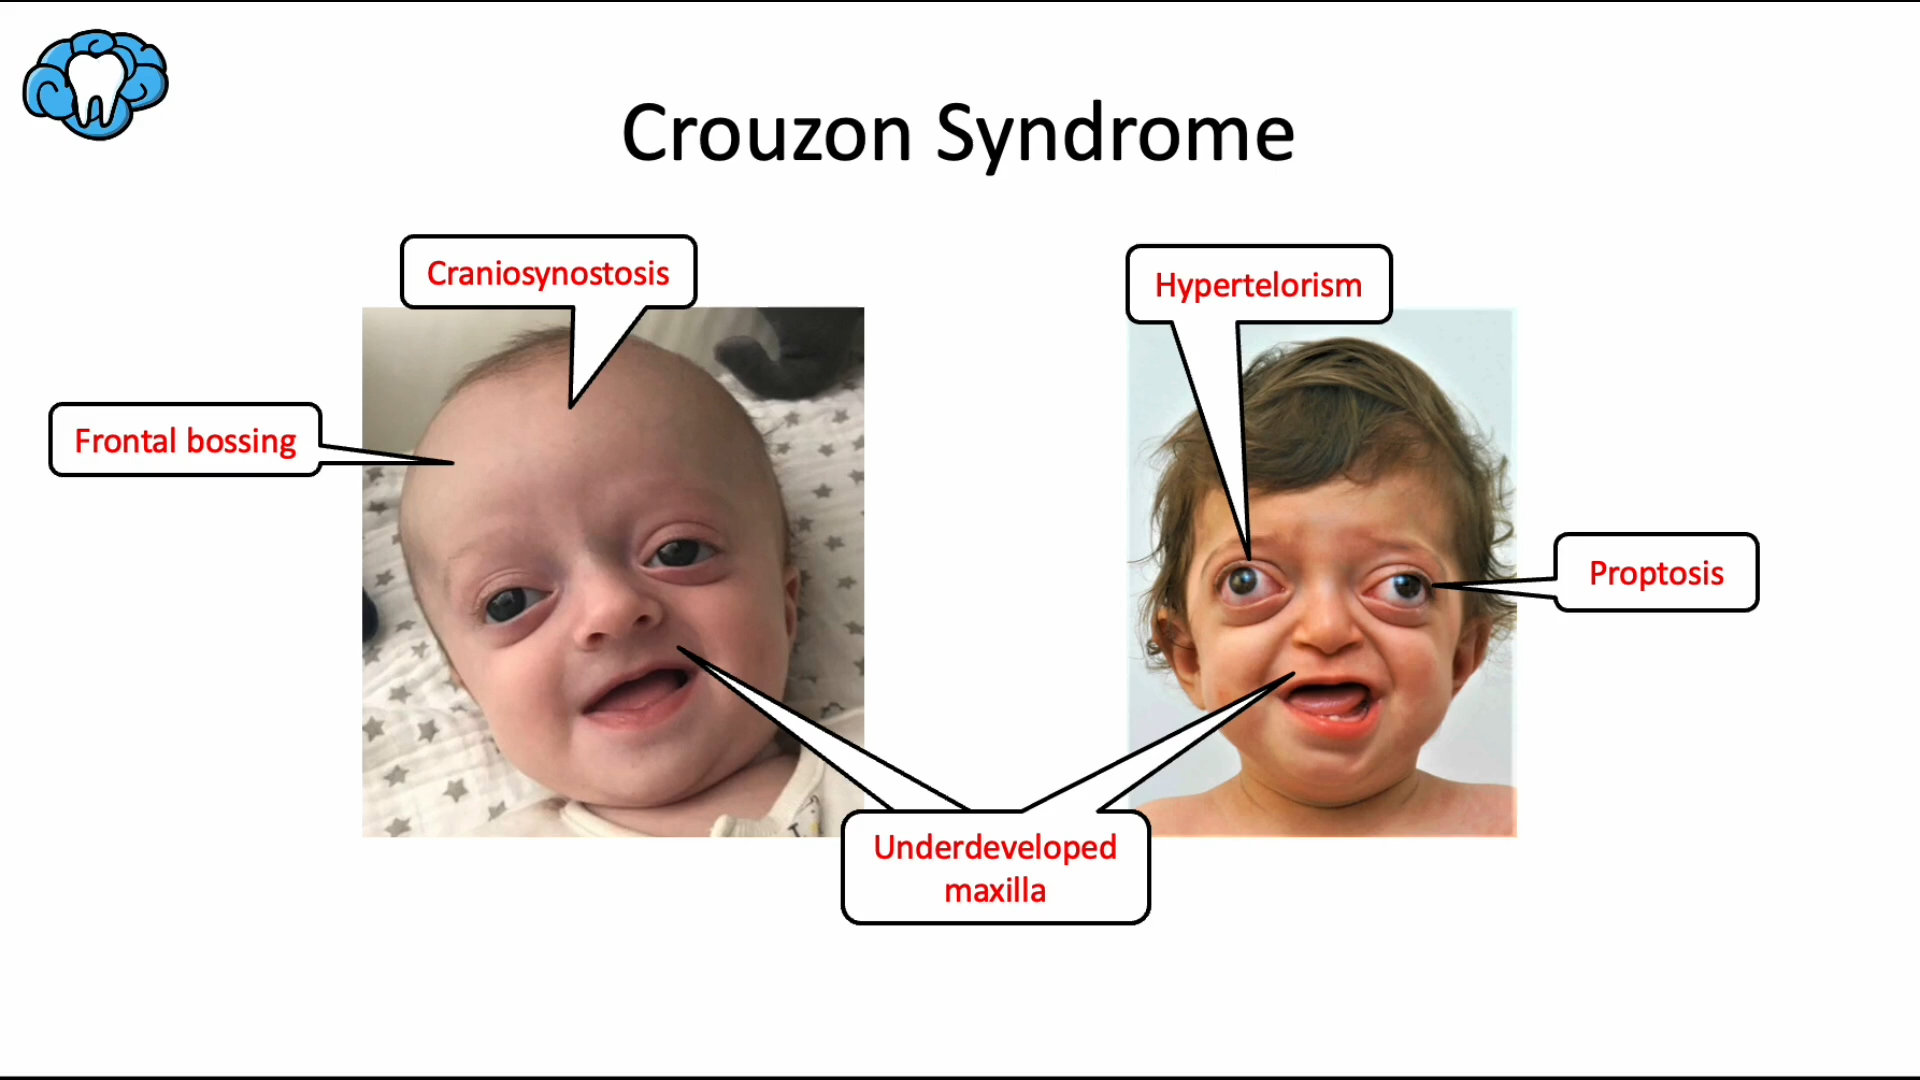 Crouzon Syndrome
Craniosynostosis
Hypertelorism
Frontal bossing
Proptosis
Underdeveloped
maxilla